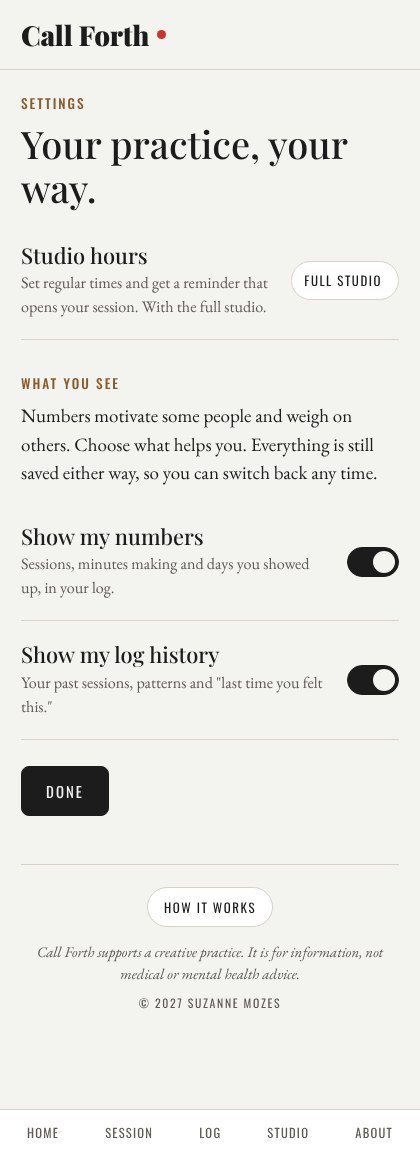 Call Forth
SETTINGS
Your practice, your
way.
Studio hours
Set regular times and get a reminder that
opens your session. With the full studio.
FULL STUDIO
WHAT YOU SEE
Numbers motivate some people and weigh on
others. Choose what helps you. Everything is still
saved either way, so you can switch back any time.
Show my numbers
Sessions, minutes making and days you showed
up, in your log.
Show my log history
Your past sessions, patterns and "last time you felt
this."
DONE
HOW IT WORKS
Call Forth supports a creative practice. It is for information, not
medical or mental health advice.
© 2027 SUZANNE MOZES
HOME SESSION LOG STUDIO ABOUT